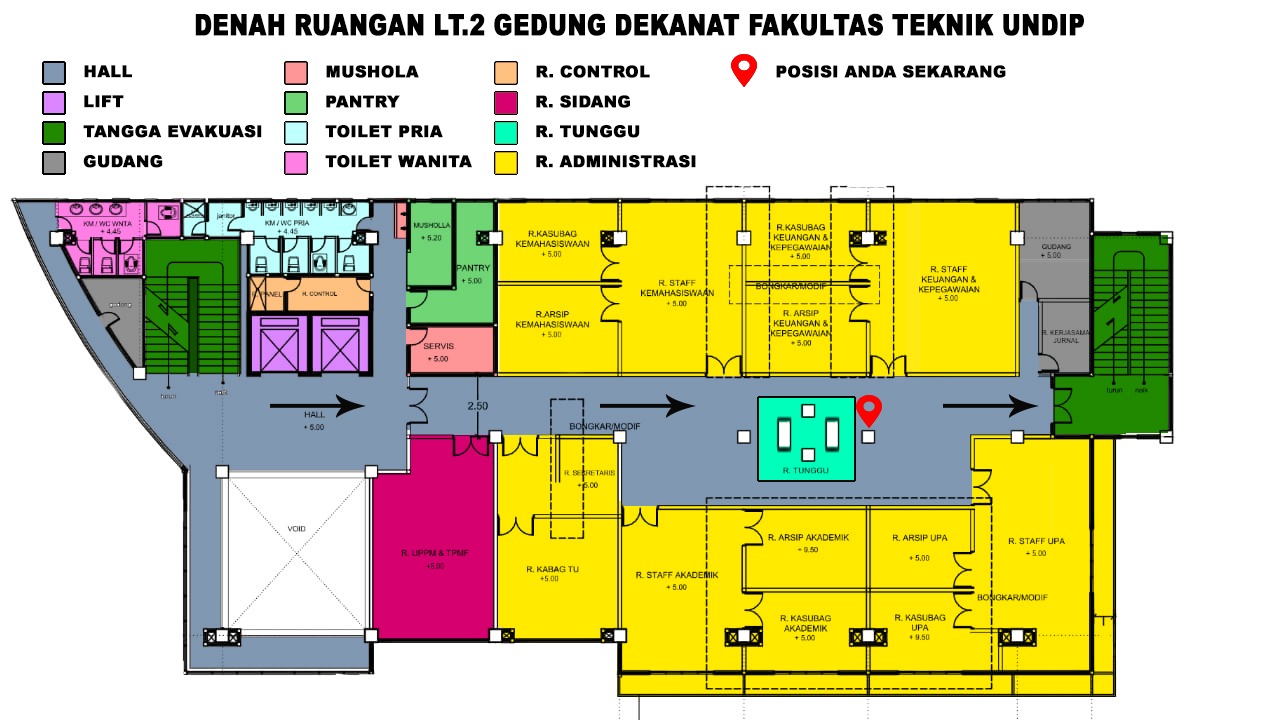 DENAH RUANGAN LT.2 GEDUNG DEKANAT FAKULTAS TEKNIK UNDIP
HALL
LIFT
TANGGA EVAKUASI
GUDANG
MUSHOLA
PANTRY
TOILET PRIA
TOILET WANITA
R. CONTROL
R. SIDANG
R. TUNGGU
R. ADMINISTRASI
POSISI ANDA SEKARANG
KM / WC WNTA
+ 4.45
janitor
KM / WC PRIA
+ 4.45
R. CONTROL
MUSHOLLA
+ 5.20
PANTRY
+ 5.00
SERVIS
+ 5.00
R.KASUBAG
KEMAHASISWAAN
+ 5.00
R.ARSIP
KEMAHASISWAAN
+ 5.00
R. STAFF
KEMAHASISWAAN
+ 5.00
R.KASUBAG
KEUANGAN &
KEPEGAWAIAN
+ 5.00
BONGKAR/MODIF
R. ARSIP
KEUANGAN &
KEPEGAWAIAN
+ 5.00
R. STAFF
KEUANGAN &
KEPEGAWAIAN
+ 5.00
GUDANG
+ 5.00
R. KERJASAMA
JURNAL
turun
naik
HALL
+ 5.00
2.50
BONGKAR/MODIF
R. TUNGGU
VOID
R. UPPM & TPMF
+5.00
R. SEKRETARIS
+ 5.00
R. KABAG TU
+5.00
R. STAFF AKADEMIK
+ 5.00
R. ARSIP AKADEMIK
+ 9.50
R. KASUBAG
AKADEMIK
+ 5.00
R. ARSIP UPA
+ 5.00
R. KASUBAG
UPA
+ 9.50
R. STAFF UPA
+ 5.00
BONGKAR/MODIF